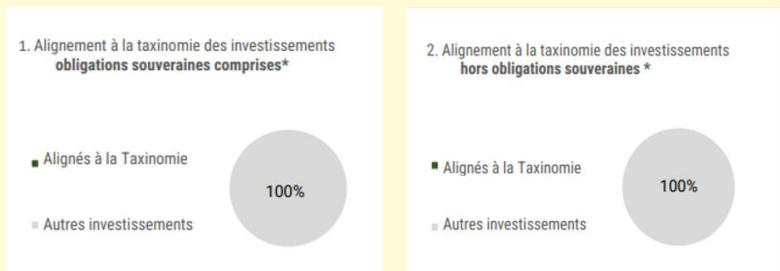 1. Alignement à la taxinomie des investissements
obligations souveraines comprises*
Alignés à la Taxinomie
100%
Autres investissements
2. Alignement à la taxinomie des investissements
hors obligations souveraines *
Alignés à la Taxinomie
100%
Autres investissements